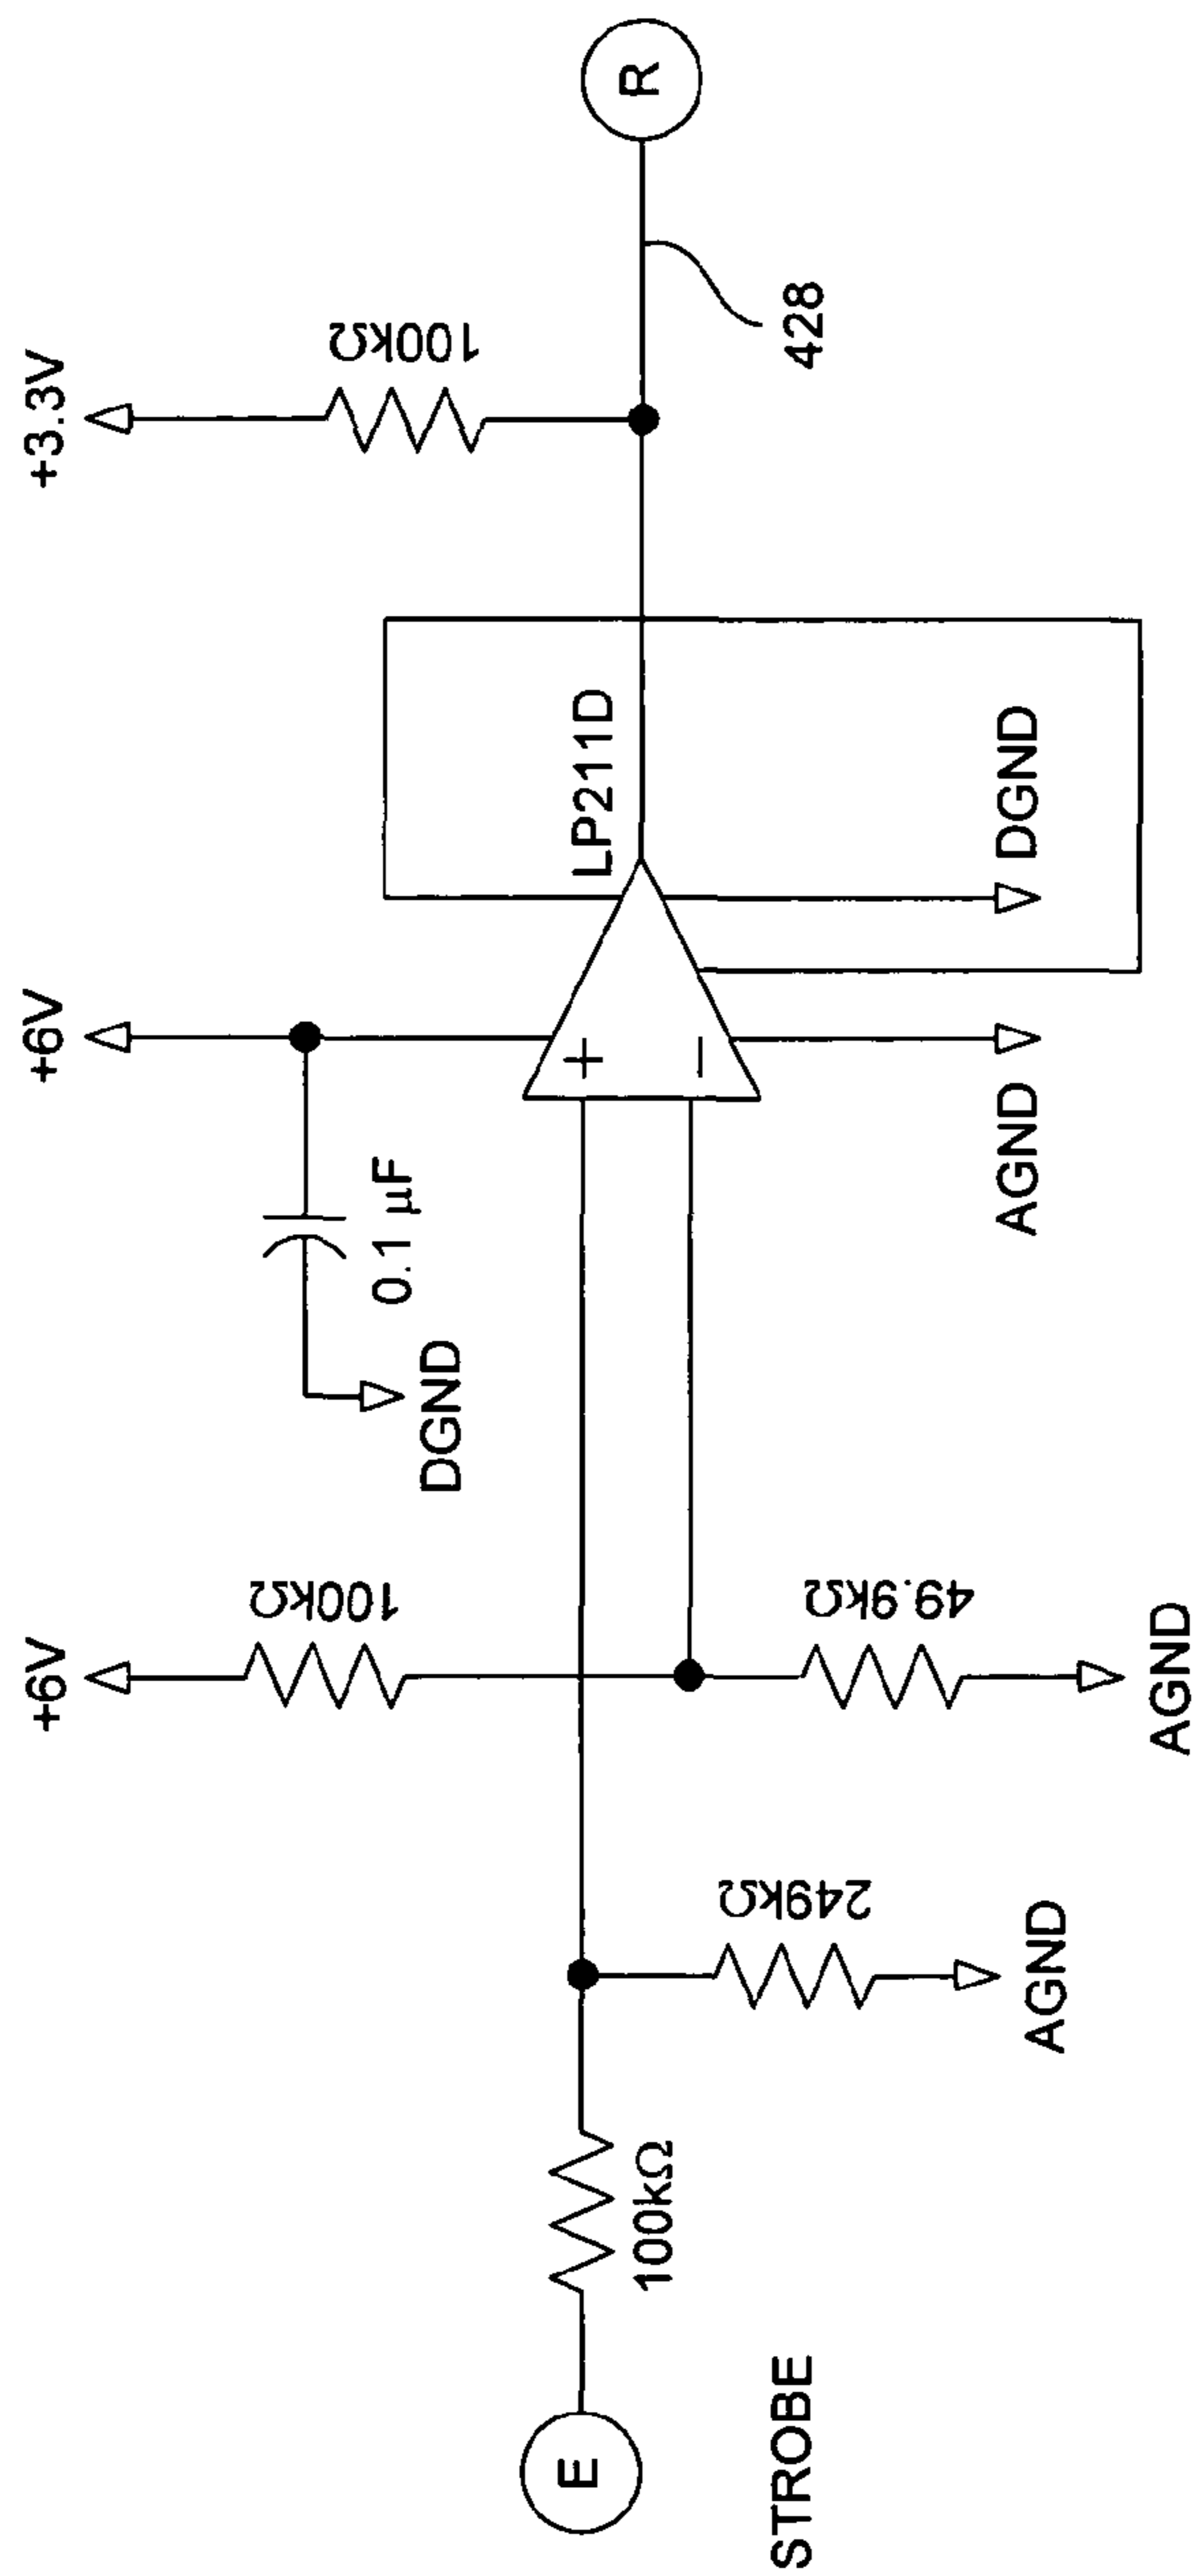 +6V
+6V
+3.3V
100kΩ
0.1 µF
DGND
100kΩ
LP211D
R
E
100kΩ
+
−
428
249kΩ
49.9kΩ
AGND
DGND
STROBE
AGND
AGND